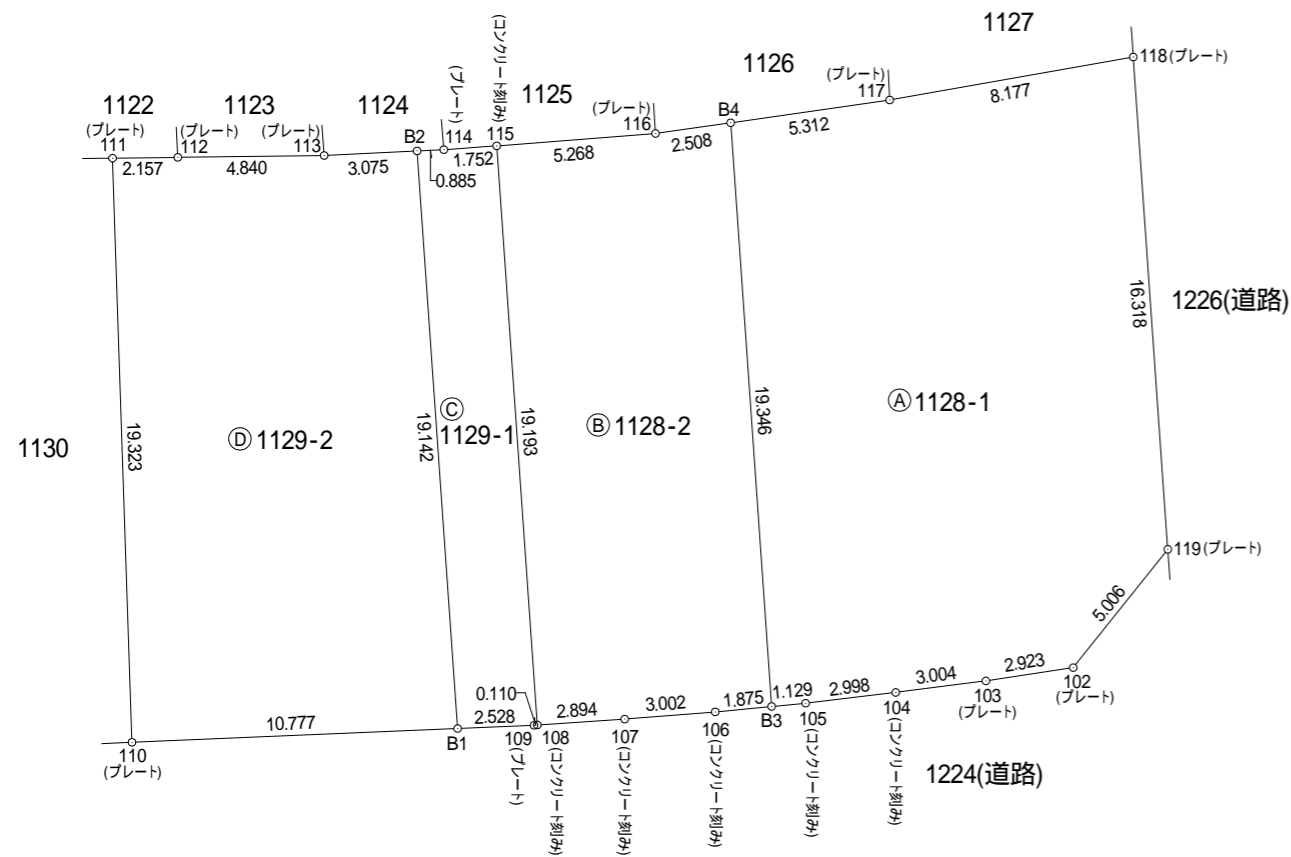 1127
118(プレート)
1126
(プレート)
117
8.177
(コンクリート刻み)
(プレート)
1125
1122
1123
1124
(プレート)
111
(プレート)
112
(プレート)
113
B2
114
115
(プレート)
116
B4
5.312
2.508
5.268
1.752
0.885
3.075
4.840
2.157
16.318
1226(道路)
19.346
Ⓐ 1128-1
Ⓒ
1129-1
Ⓑ 1128-2
19.193
19.142
Ⓓ 1129-2
19.323
1130
119(プレート)
5.006
2.923
3.004
2.998
1.129
1.875
3.002
2.894
0.110
2.528
10.777
102
(プレート)
103
(プレート)
104
(コンクリート刻み)
105
(コンクリート刻み)
B3
106
(コンクリート刻み)
107
(コンクリート刻み)
108
(コンクリート刻み)
109
(プレート)
B1
110
(プレート)
1224(道路)